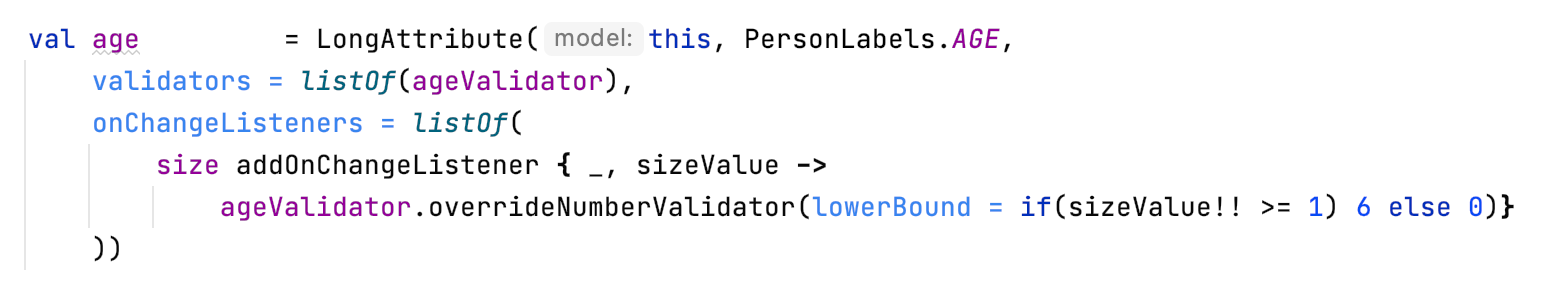 val age         = LongAttribute( model: this, PersonLabels.AGE,
    validators = listOf(ageValidator),
    onChangeListeners = listOf(
        size addOnChangeListener { _, sizeValue ->
            ageValidator.overrideNumberValidator(lowerBound = if(sizeValue!! >= 1) 6 else 0)}
    ))